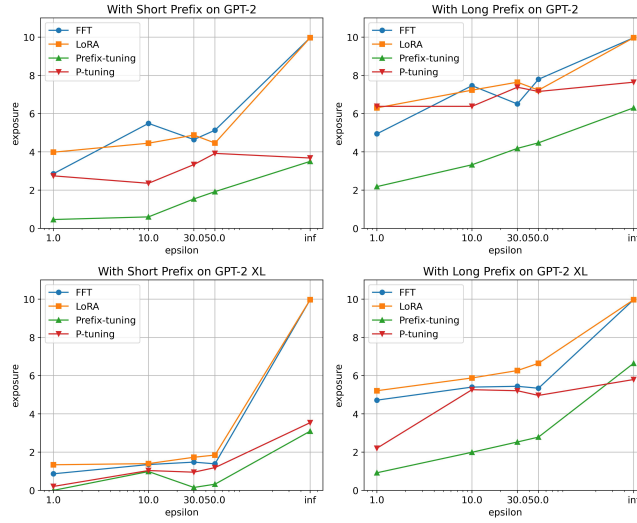 With Short Prefix on GPT-2
FFT
LoRA
Prefix-tuning
P-tuning
exposure
10
8
6
4
2
0
1.0 10.0 30.050.0 inf
epsilon
With Long Prefix on GPT-2
FFT
LoRA
Prefix-tuning
P-tuning
exposure
10
8
6
4
2
0
1.0 10.0 30.050.0 inf
epsilon
With Short Prefix on GPT-2 XL
FFT
LoRA
Prefix-tuning
P-tuning
exposure
10
8
6
4
2
0
1.0 10.0 30.050.0 inf
epsilon
With Long Prefix on GPT-2 XL
FFT
LoRA
Prefix-tuning
P-tuning
exposure
10
8
6
4
2
0
1.0 10.0 30.050.0 inf
epsilon